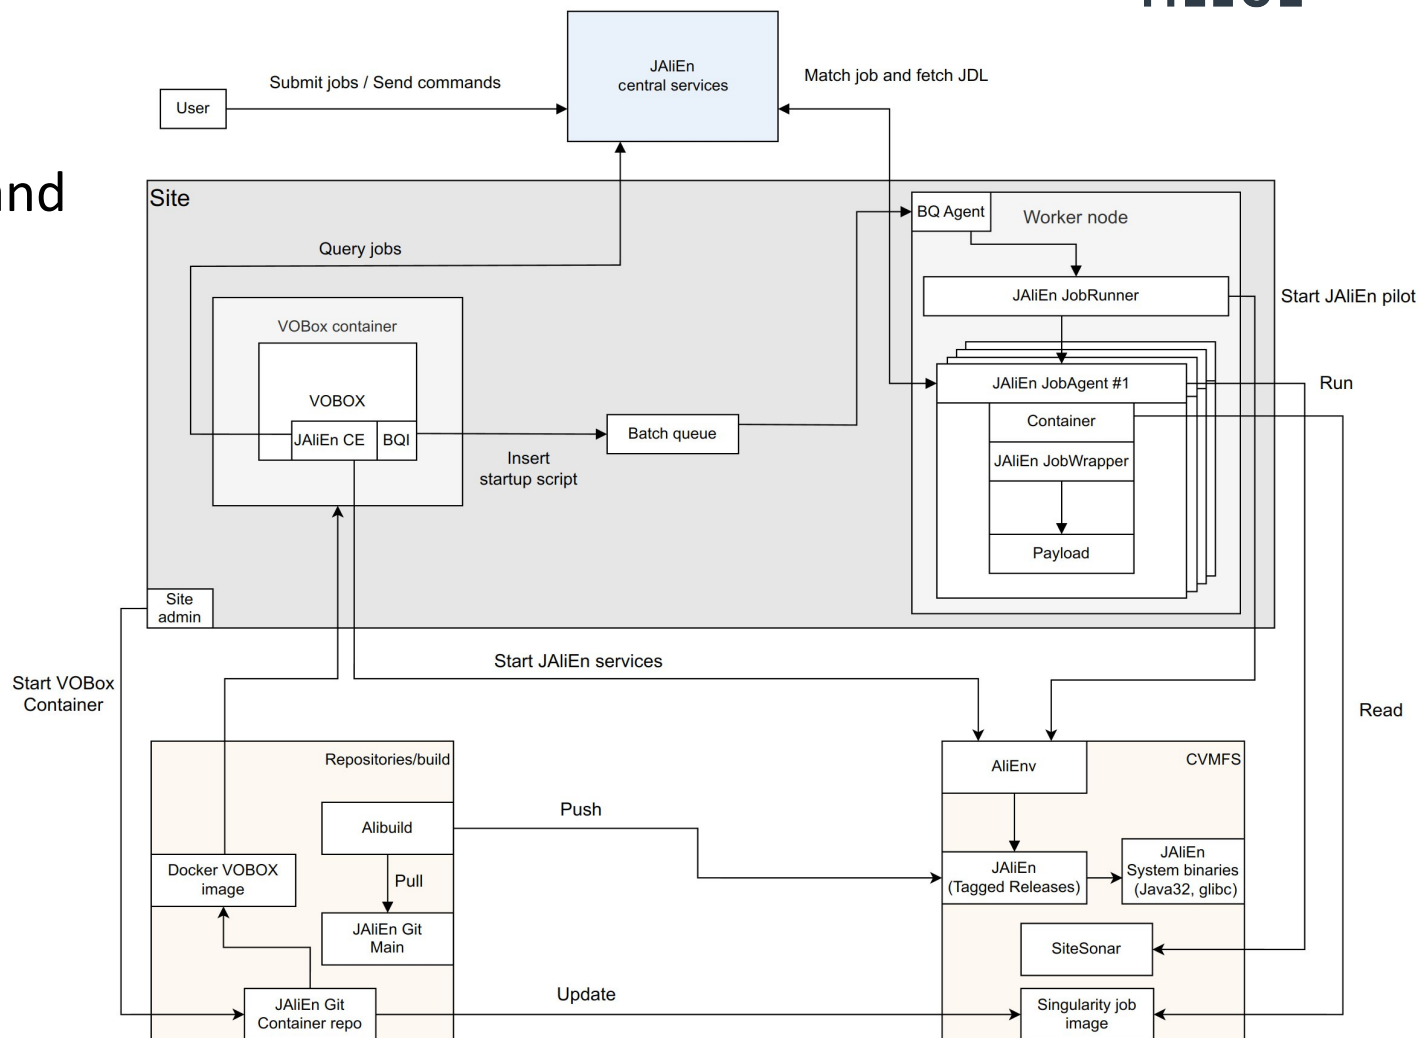 JAliEn
central services
Submit jobs / Send commands
Match job and fetch JDL
User
and
Site
BQ Agent
Worker node
Query jobs
JAliEn JobRunner
Start JAliEn pilot
VOBox container
JAliEn JobAgent #1
Run
VOBOX
Container
JAliEn CE
BQI
Batch queue
JAliEn JobWrapper
Insert
startup script
Payload
Site
admin
Start JAliEn services
Start VOBox
Container
Read
Repositories/build
CVMFS
AliEnv
Alibuild
Push
Docker VOBOX
image
Pull
JAliEn
(Tagged Releases)
JAliEn
System binaries
(Java32, glibc)
JAliEn Git
Main
SiteSonar
Update
JAliEn Git
Container repo
Singularity job
image